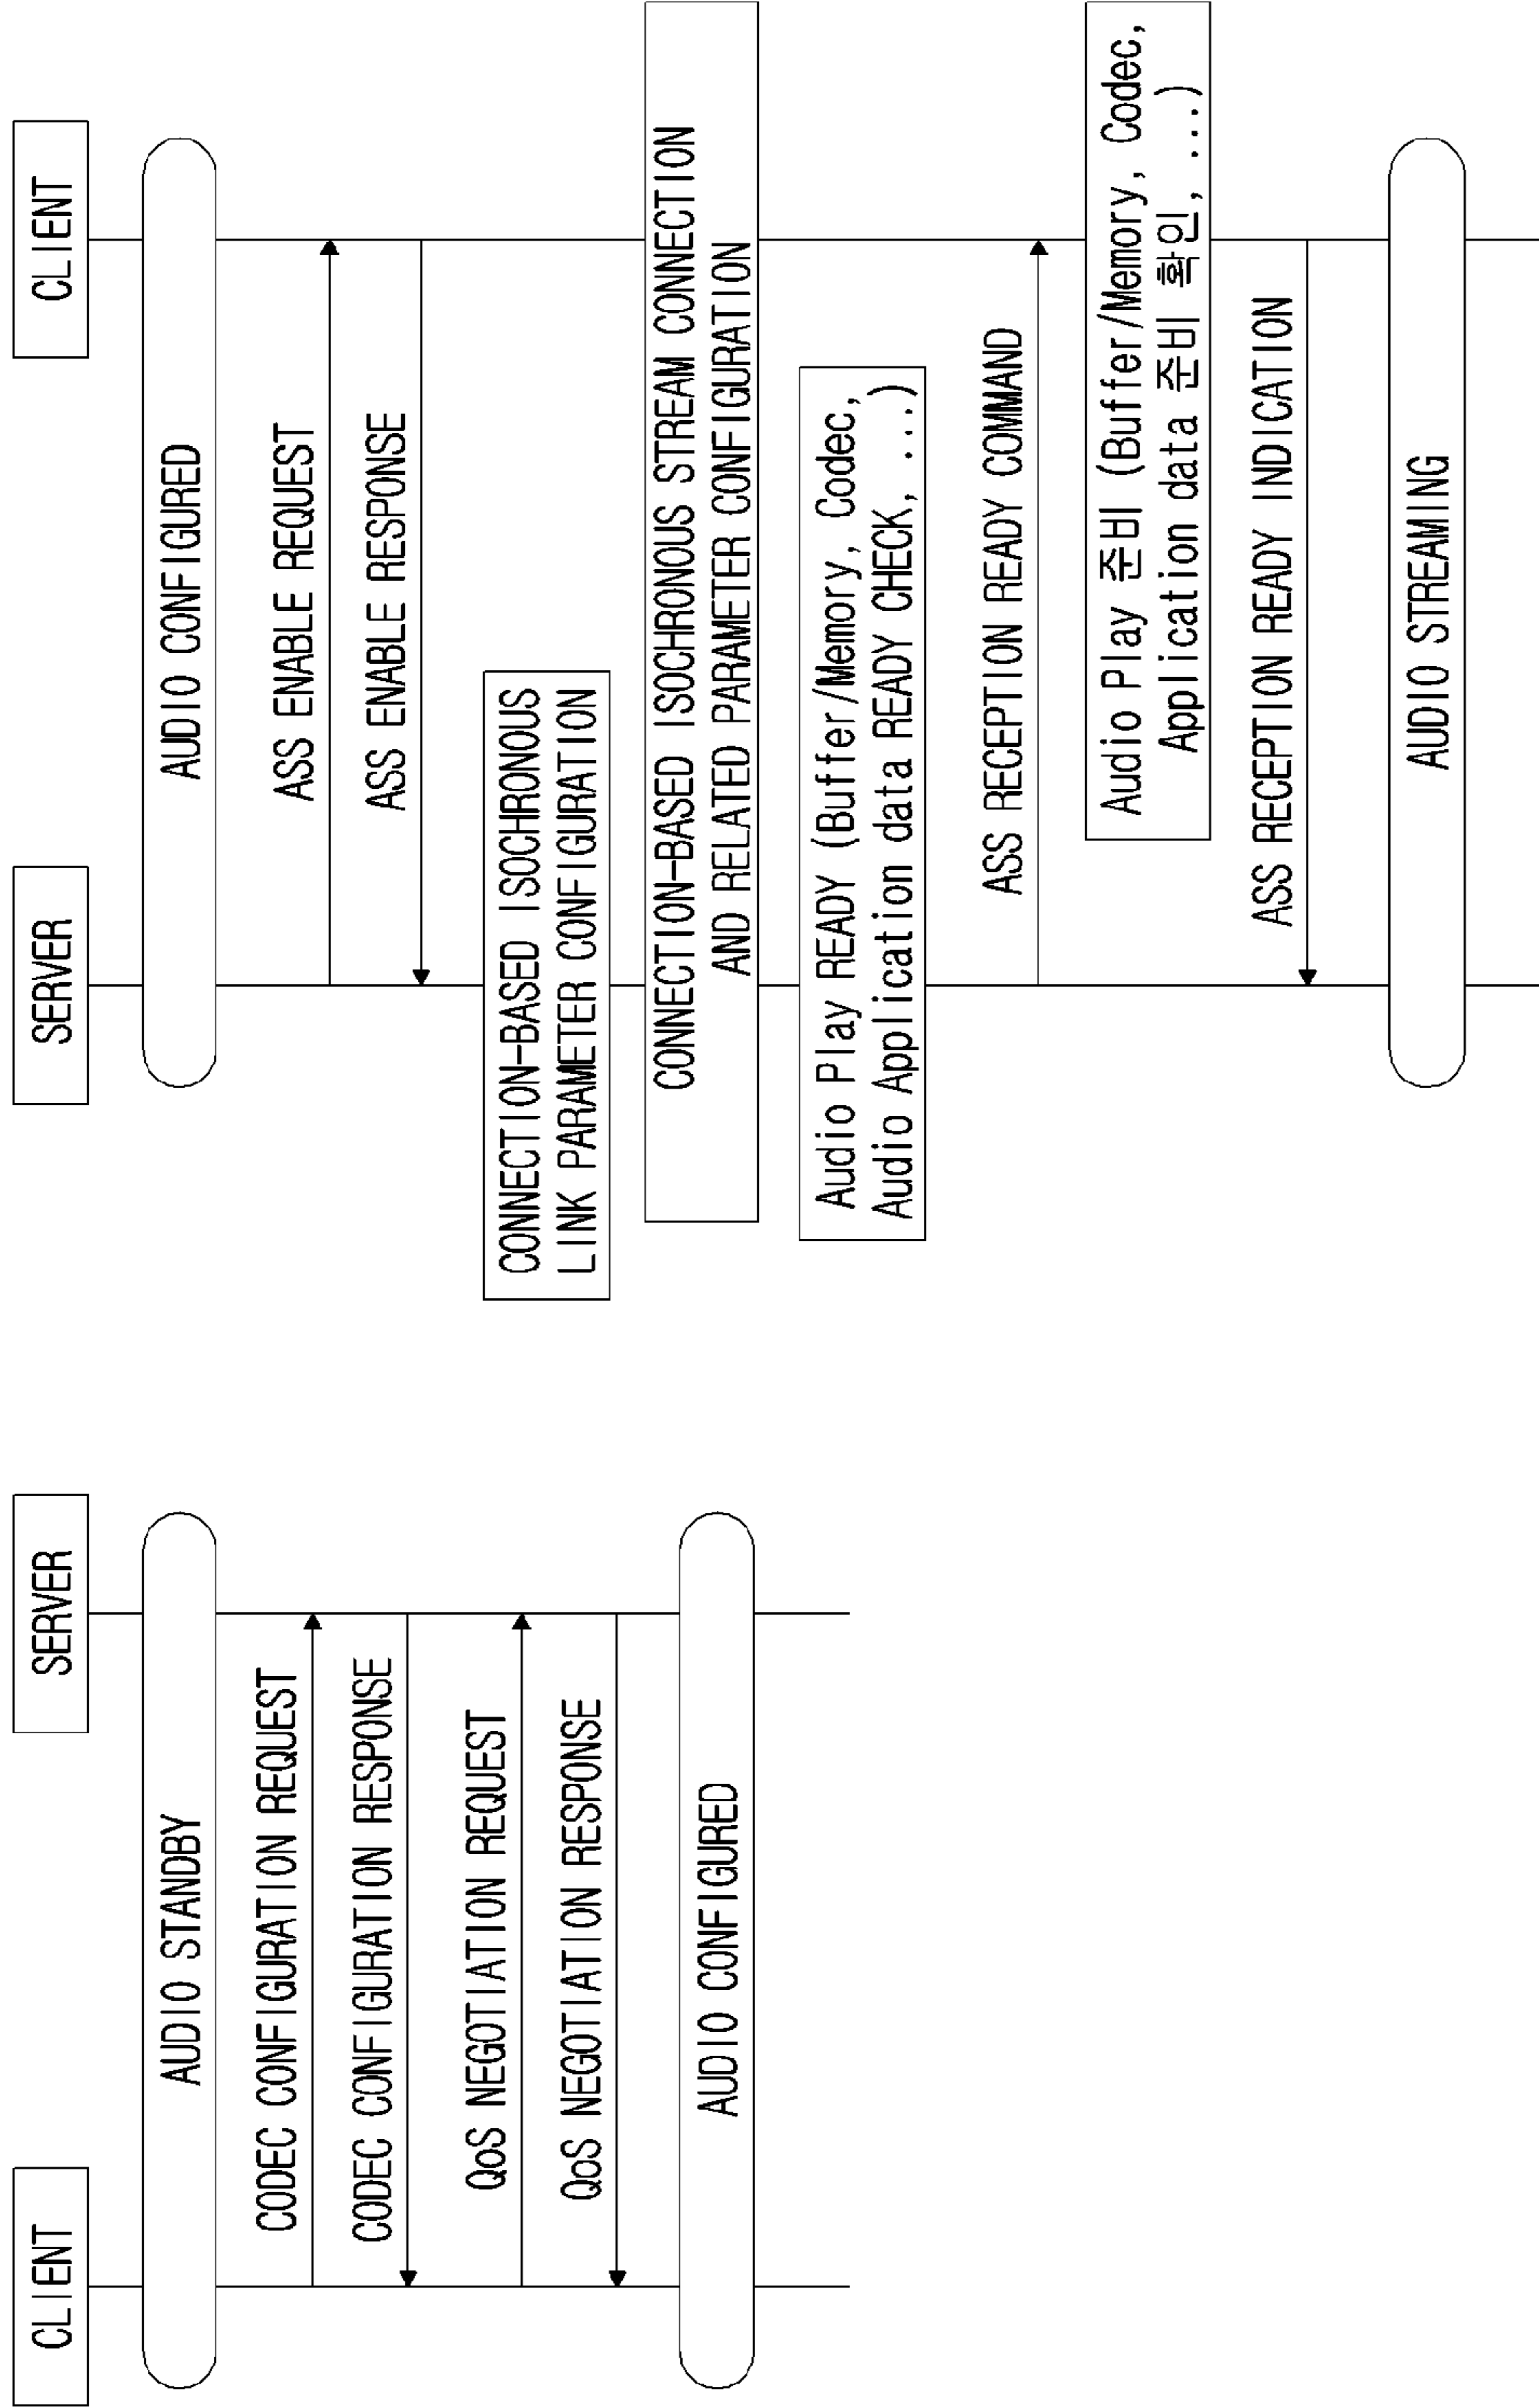 CLIENT
SERVER
AUDIO STANDBY
CODEC CONFIGURATION REQUEST
CODEC CONFIGURATION RESPONSE
QoS NEGOTIATION REQUEST
QoS NEGOTIATION RESPONSE
AUDIO CONFIGURED
SERVER
CLIENT
AUDIO CONFIGURED
ASS ENABLE REQUEST
ASS ENABLE RESPONSE
CONNECTION-BASED ISOCHRONOUS
LINK PARAMETER CONFIGURATION
CONNECTION-BASED ISOCHRONOUS STREAM CONNECTION
AND RELATED PARAMETER CONFIGURATION
Audio Play READY (Buffer/Memory, Codec,
Audio Application data READY CHECK, ...)
ASS RECEPTION READY COMMAND
Audio Play 준비 (Buffer/Memory, Codec,
Application data 준비 확인, ...)
ASS RECEPTION READY INDICATION
AUDIO STREAMING